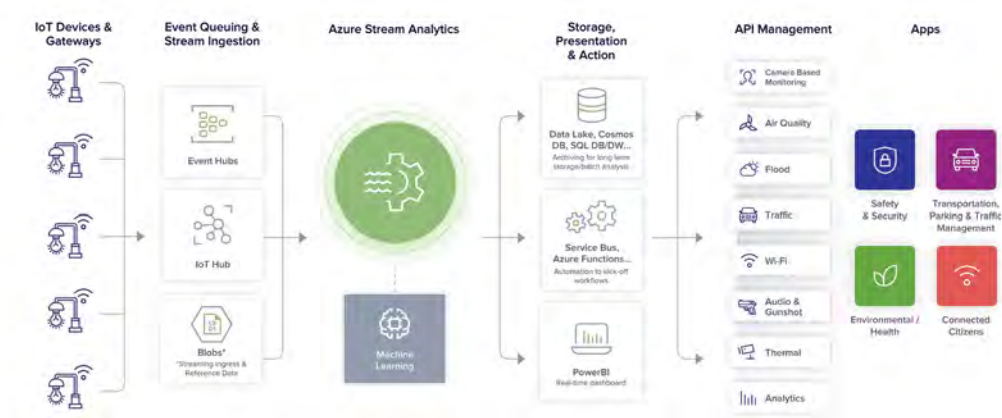 IoT Devices &
Gateways
Event Queuing &
Stream Ingestion
Azure Stream Analytics
Storage,
Presentation
& Action
API Management
Apps
Event Hubs
IoT Hub
Blobs*
*Streaming ingress &
Reference Data
Machine
Learning
Data Lake, Cosmos
DB, SQL DB/DW...
Archiving for long term
storage/batch analysis
Service Bus,
Azure Functions...
Automation to kick-off
workflows
PowerBI
Real-time dashboard
Camera Based
Monitoring
Air Quality
Flood
Traffic
Wi-Fi
Audio &
Gunshot
Thermal
Analytics
Safety
& Security
Transportation,
Parking & Traffic
Management
Environmental /
Health
Connected
Citizens